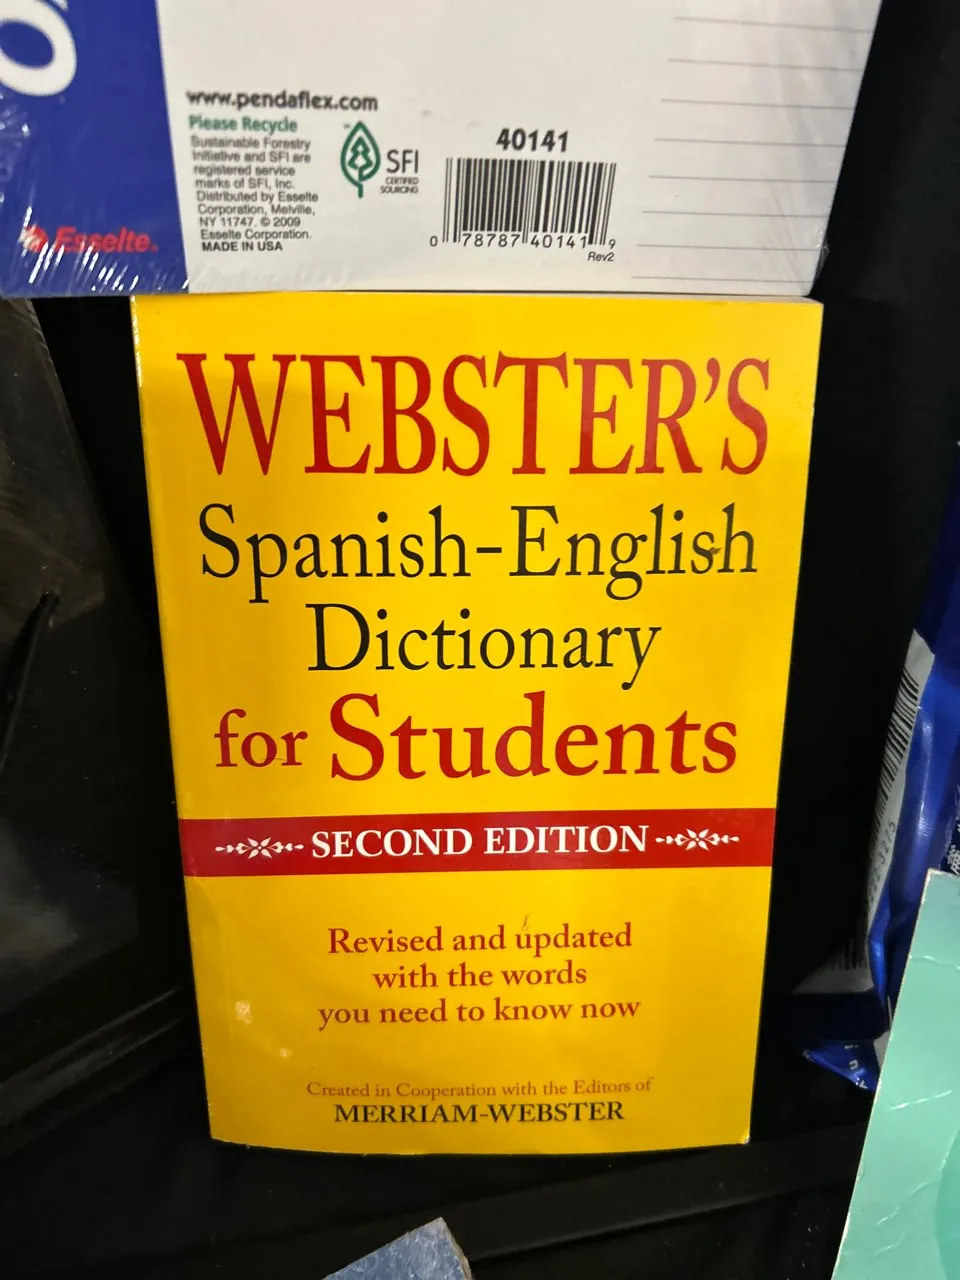 www.pendaflex.com
Please Recycle
Sustainable Forestry
Initiative and SFI are
registered service
marks of SFI, Inc.
Distributed by Esselte
Corporation, Melville,
NY 11747. © 2009
Esselte Corporation.
MADE IN USA
SFI
CERTIFIED
SOURCING
40141
0 78787 40141 9
Rev2
Esselte
WEBSTER'S
Spanish-English
Dictionary
for Students
SECOND EDITION
Revised and updated
with the words
you need to know now
Created in Cooperation with the Editors of
MERRIAM-WEBSTER